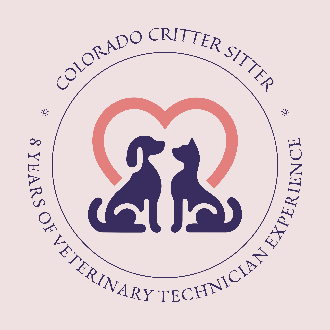 COLORADO CRITTER SITTER
8 YEARS OF VETERINARY TECHNICIAN EXPERIENCE